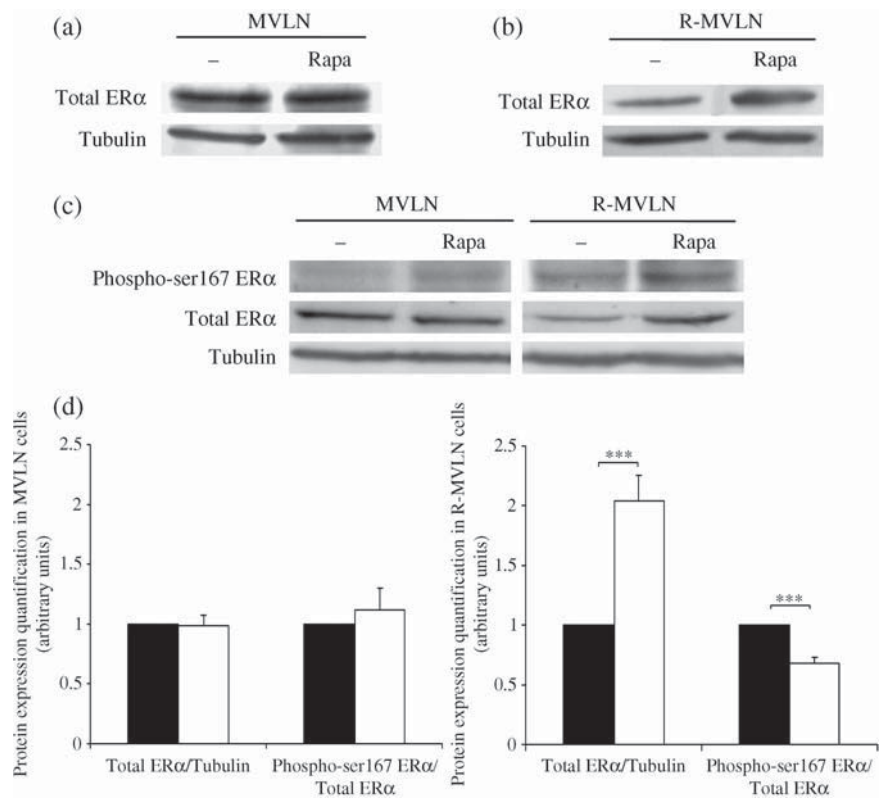 (a)
MVLN
– Rapa
Total ERα
Tubulin
(b)
R-MVLN
– Rapa
Total ERα
Tubulin
(c)
MVLN R-MVLN
– Rapa – Rapa
Phospho-ser167 ERα
Total ERα
Tubulin
(d)
Protein expression quantification in MVLN cells
(arbitrary units)
2.5
2
1.5
1
0.5
0
Total ERα/Tubulin Phospho-ser167 ERα/
Total ERα
Protein expression quantification in R-MVLN cells
(arbitrary units)
2.5
2
1.5
1
0.5
0
***
***
Total ERα/Tubulin Phospho-ser167 ERα/
Total ERα